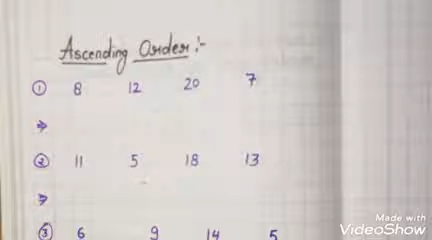 Ascending Order :-
① 8 12 20 7
⇒
② 11 5 18 13
⇒
③ 6 9 14 5
Made with
VideoShow